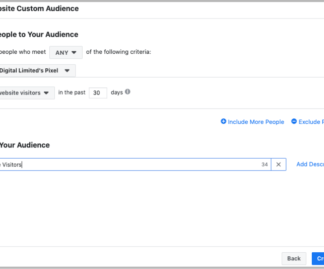 bsite Custom Audience
eople to Your Audience
people who meet ANY of the following criteria:
Digital Limited's Pixel
ebsite visitors in the past 30 days
Include More People Exclude P
Your Audience
Visitors 34 × Add Desc
Back Cr